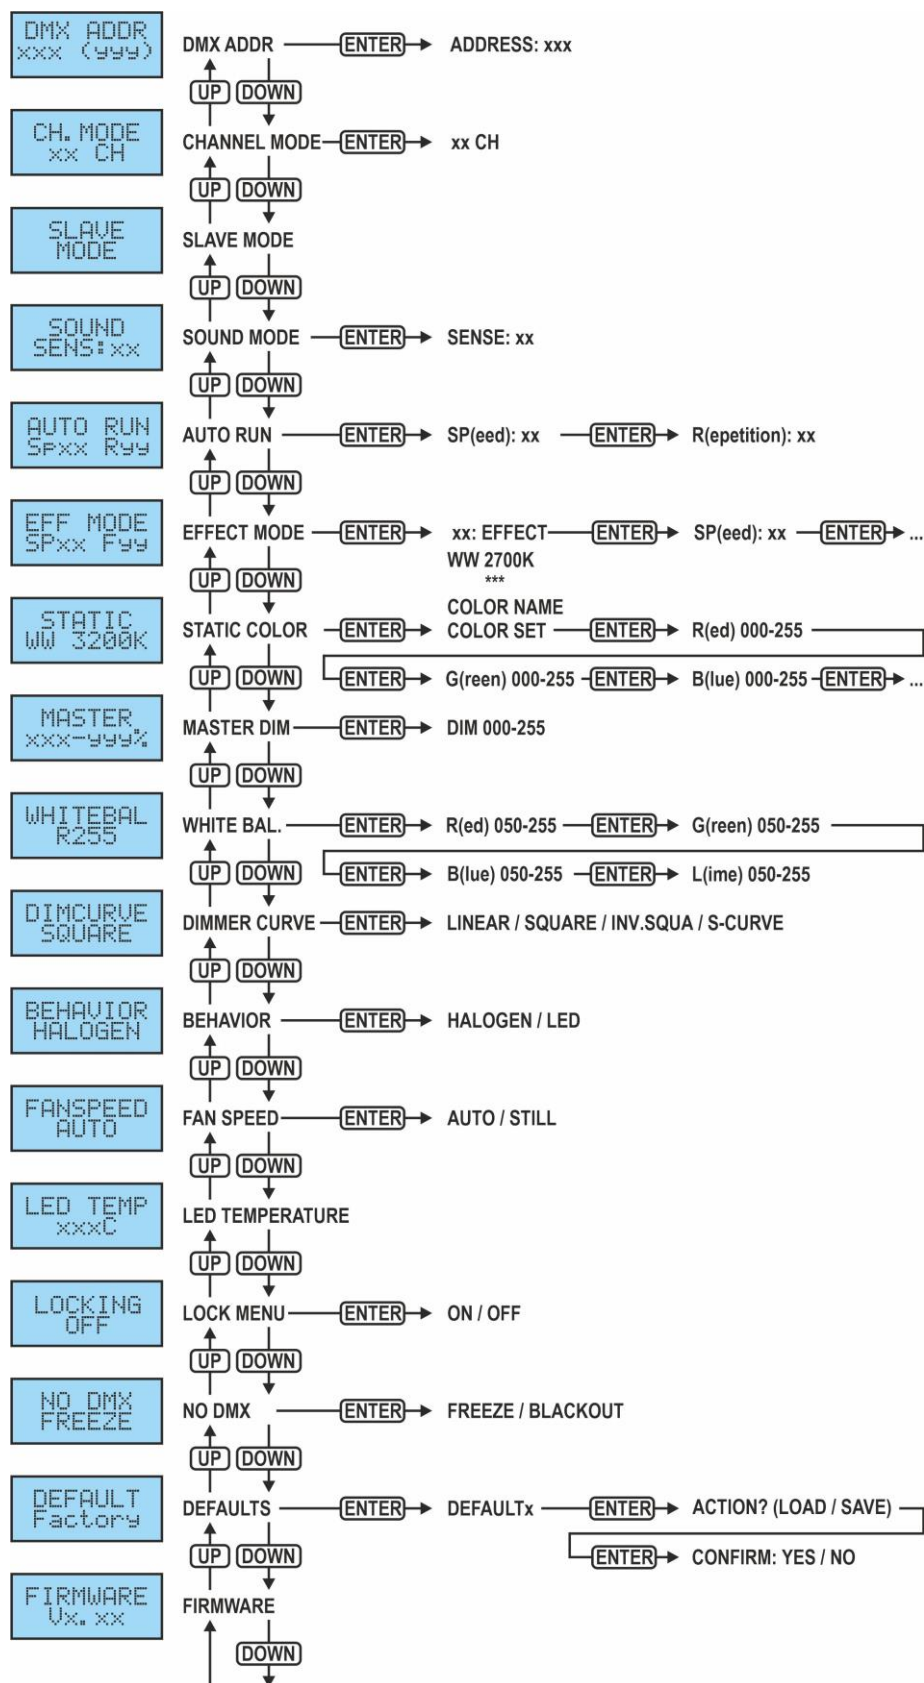 DMX ADDR
xxx (yyy)
DMX ADDR ENTER ADDRESS: xxx
UP DOWN
CH. MODE
xx CH
CHANNEL MODE ENTER xx CH
UP DOWN
SLAVE
MODE
SLAVE MODE
UP DOWN
SOUND
SENS:xx
SOUND MODE ENTER SENSE: xx
UP DOWN
AUTO RUN
Spxx Ryy
AUTO RUN ENTER SP(eed): xx ENTER R(epetition): xx
UP DOWN
EFF MODE
SPxx Fyy
EFFECT MODE ENTER xx: EFFECT ENTER SP(eed): xx ENTER ...
WW 2700K
UP DOWN
***
COLOR NAME
STATIC
WW 3200K
STATIC COLOR ENTER COLOR SET ENTER R(ed) 000-255
UP DOWN
ENTER G(reen) 000-255 ENTER B(lue) 000-255 ENTER ...
MASTER
xxx-yyy%
MASTER DIM ENTER DIM 000-255
UP DOWN
WHITEBAL
R255
WHITE BAL. ENTER R(ed) 050-255 ENTER G(reen) 050-255
UP DOWN
ENTER B(lue) 050-255 ENTER L(ime) 050-255
DIMCURVE
SQUARE
DIMMER CURVE ENTER LINEAR / SQUARE / INV.SQUA / S-CURVE
UP DOWN
BEHAVIOR
HALOGEN
BEHAVIOR ENTER HALOGEN / LED
UP DOWN
FANSPEED
AUTO
FAN SPEED ENTER AUTO / STILL
UP DOWN
LED TEMP
xxxC
LED TEMPERATURE
UP DOWN
LOCKING
OFF
LOCK MENU ENTER ON / OFF
UP DOWN
NO DMX
FREEZE
NO DMX ENTER FREEZE / BLACKOUT
UP DOWN
DEFAULT
Factory
DEFAULTS ENTER DEFAULTx ENTER ACTION? (LOAD / SAVE)
UP DOWN
ENTER CONFIRM: YES / NO
FIRMWARE
Vx.xx
FIRMWARE
DOWN